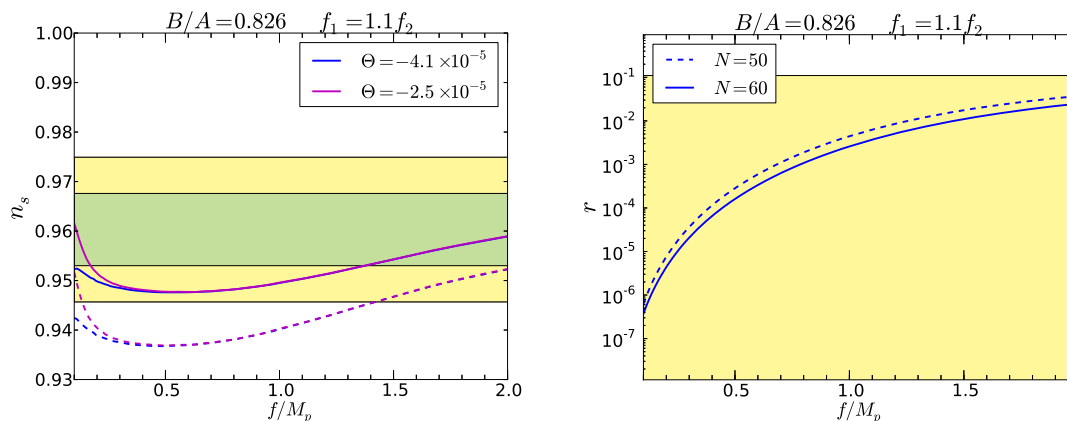 B/A=0.826 f₁=1.1f₂
1.00
0.99
0.98
0.97
0.96
0.95
0.94
0.93
n_s
Θ=−4.1×10⁻⁵
Θ=−2.5×10⁻⁵
0.5 1.0 1.5 2.0
f/M_p
B/A=0.826 f₁=1.1f₂
N=50
N=60
10⁻¹
10⁻²
10⁻³
10⁻⁴
10⁻⁵
10⁻⁶
10⁻⁷
r
0.5 1.0 1.5
f/M_p